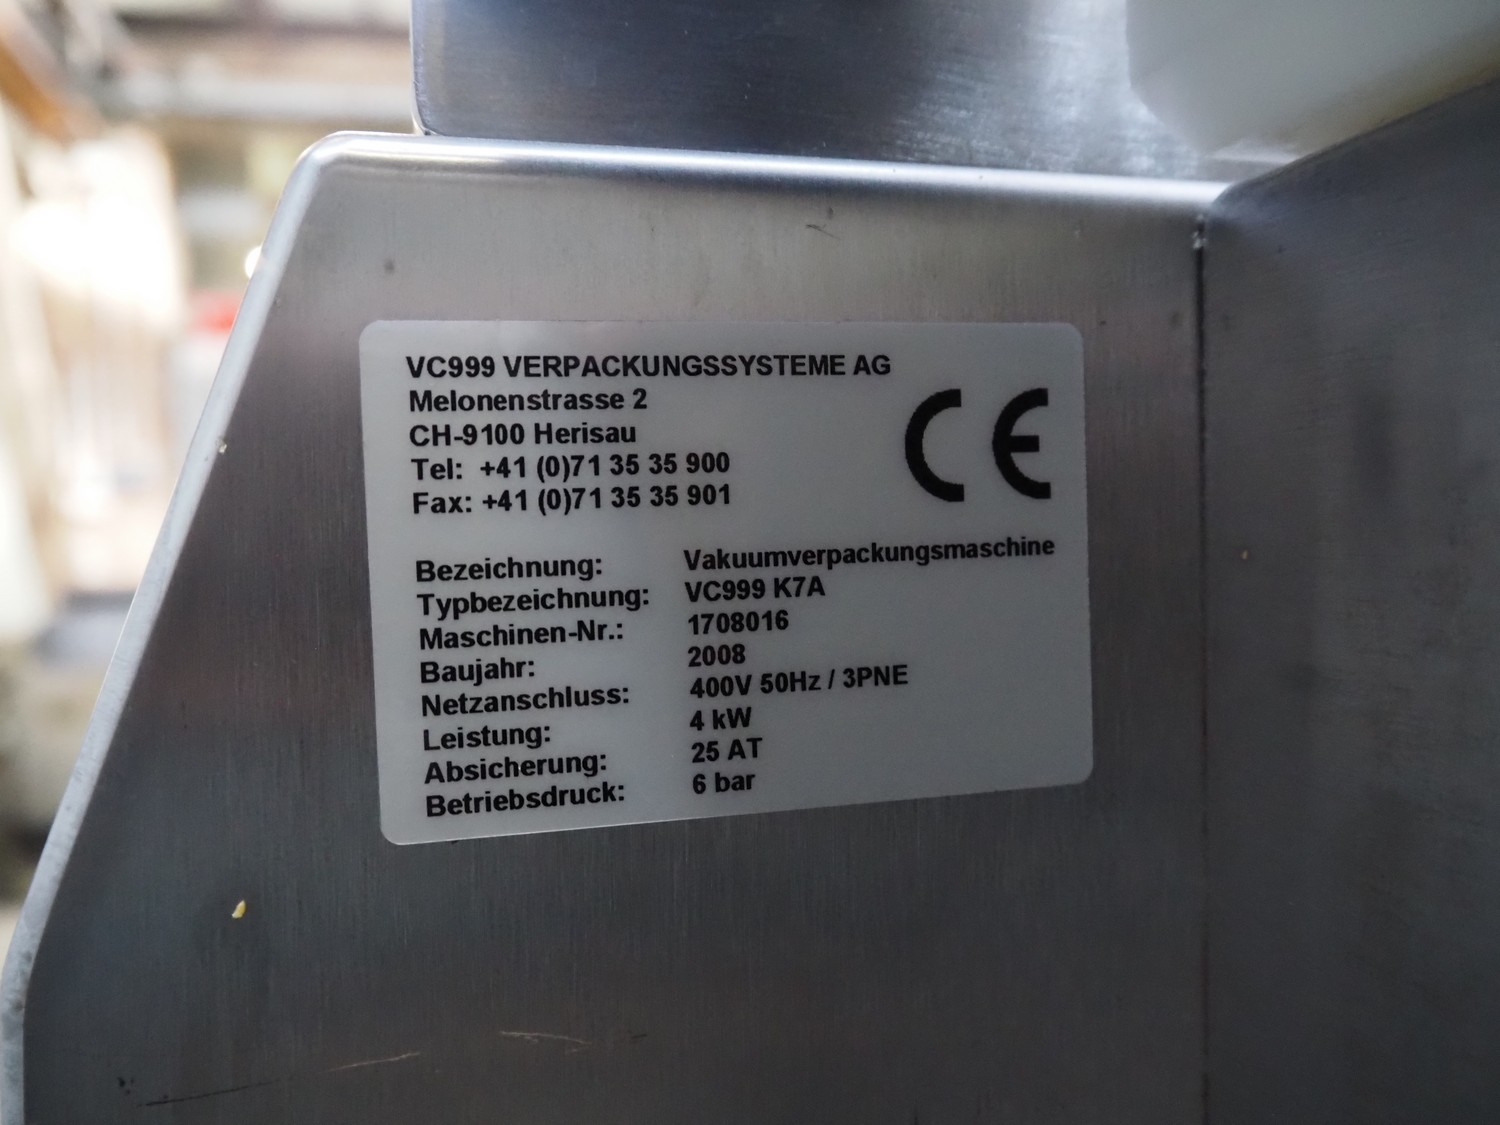 VC999 VERPACKUNGSSYSTEME AG
Melonenstrasse 2
CH-9100 Herisau
Tel: +41 (0)71 35 35 900
Fax: +41 (0)71 35 35 901
CE
Bezeichnung: Vakuumverpackungsmaschine
Typbezeichnung: VC999 K7A
Maschinen-Nr.: 1708016
Baujahr: 2008
Netzanschluss: 400V 50Hz / 3PNE
Leistung: 4 kW
Absicherung: 25 AT
Betriebsdruck: 6 bar